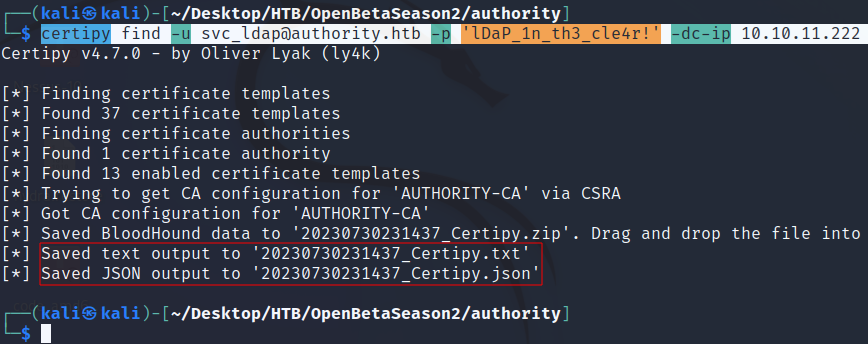 ┌──(kali㉿kali)-[~/Desktop/HTB/OpenBetaSeason2/authority]
└─$ certipy find -u svc_ldap@authority.htb -p 'lDaP_1n_th3_cle4r!' -dc-ip 10.10.11.222
Certipy v4.7.0 - by Oliver Lyak (ly4k)
[*] Finding certificate templates
[*] Found 37 certificate templates
[*] Finding certificate authorities
[*] Found 1 certificate authority
[*] Found 13 enabled certificate templates
[*] Trying to get CA configuration for 'AUTHORITY-CA' via CSRA
[*] Got CA configuration for 'AUTHORITY-CA'
[*] Saved BloodHound data to '20230730231437_Certipy.zip'. Drag and drop the file into
[*] Saved text output to '20230730231437_Certipy.txt'
[*] Saved JSON output to '20230730231437_Certipy.json'
┌──(kali㉿kali)-[~/Desktop/HTB/OpenBetaSeason2/authority]
└─$